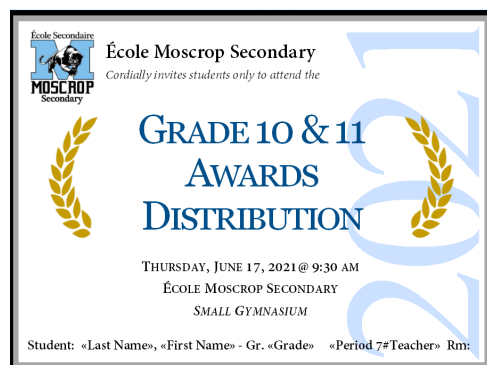 École Secondaire
M
MOSCROP
Secondary
École Moscrop Secondary
Cordially invites students only to attend the
2021
GRADE 10 & 11
AWARDS
DISTRIBUTION
THURSDAY, JUNE 17, 2021 @ 9:30 AM
ÉCOLE MOSCROP SECONDARY
SMALL GYMNASIUM
Student: «Last Name», «First Name» - Gr. «Grade» «Period 7#Teacher» Rm: